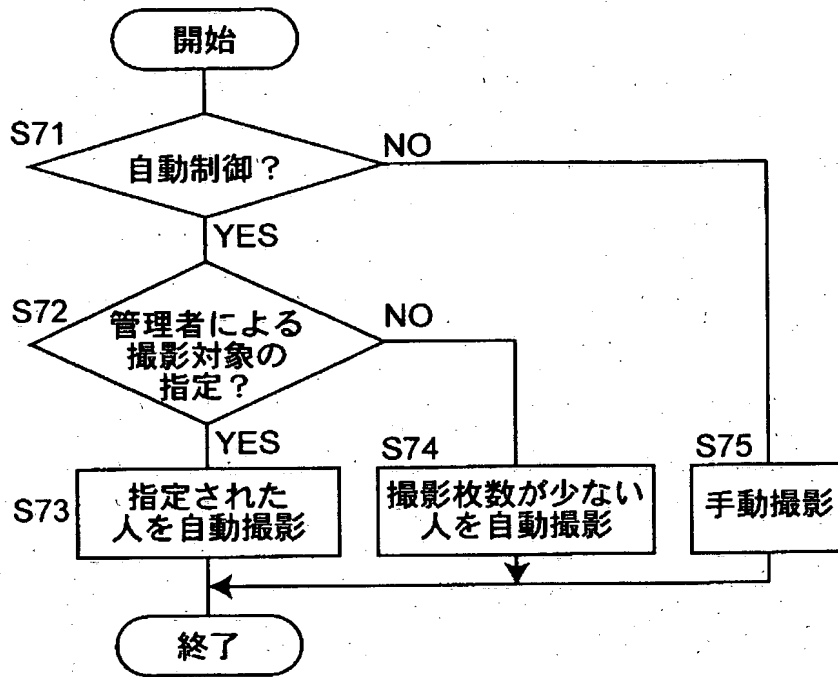 開始
S71
自動制御？
NO
YES
S72
管理者による
撮影対象の
指定？
NO
YES
S73
指定された
人を自動撮影
S74
撮影枚数が少ない
人を自動撮影
S75
手動撮影
終了